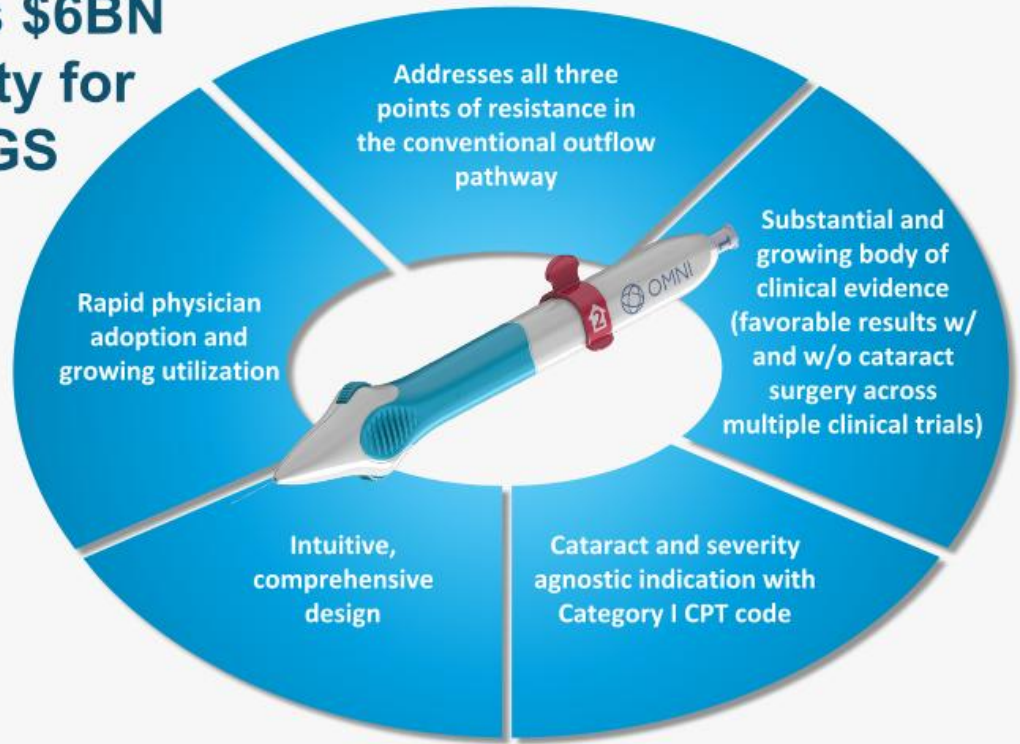 $6BN
ty for
GS
Addresses all three
points of resistance in
the conventional outflow
pathway
Substantial and
growing body of
clinical evidence
(favorable results w/
and w/o cataract
surgery across
multiple clinical trials)
Rapid physician
adoption and
growing utilization
OMNI
2
1
Intuitive,
comprehensive
design
Cataract and severity
agnostic indication with
Category I CPT code